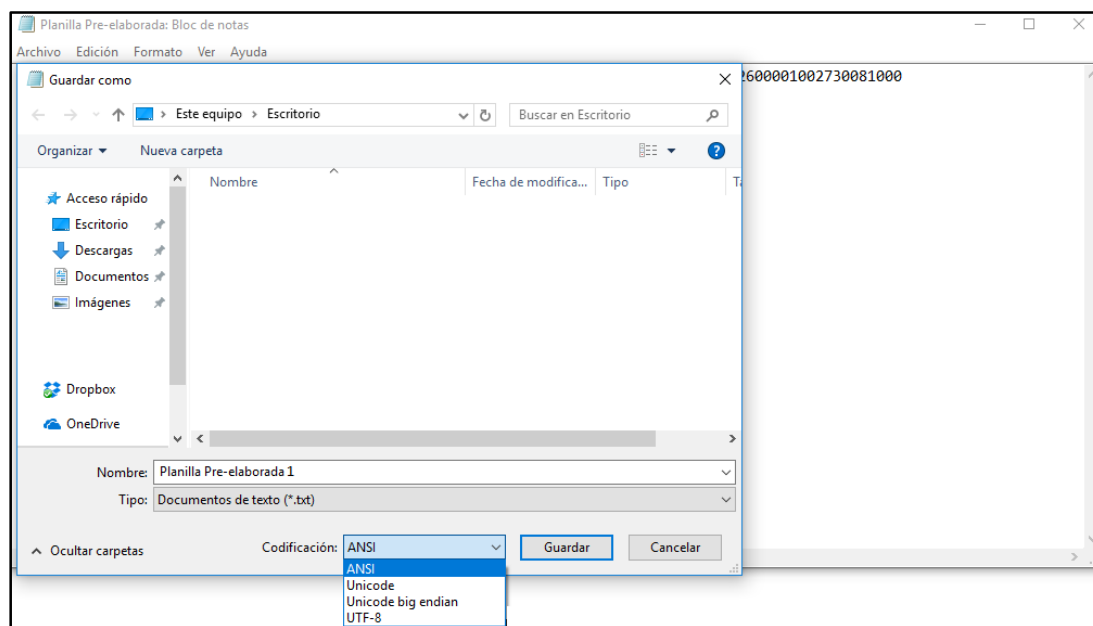 Planilla Pre-elaborada: Bloc de notas
Archivo Edición Formato Ver Ayuda
Guardar como
2600001002730081000
Este equipo > Escritorio
Buscar en Escritorio
Organizar Nueva carpeta
Nombre Fecha de modifica... Tipo
Acceso rápido
Escritorio
Descargas
Documentos
Imágenes
Dropbox
OneDrive
Nombre: Planilla Pre-elaborada 1
Tipo: Documentos de texto (*.txt)
Ocultar carpetas Codificación: ANSI Guardar Cancelar
ANSI
Unicode
Unicode big endian
UTF-8